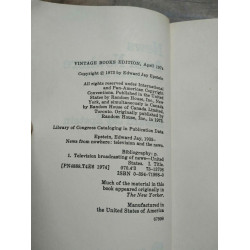 VINTAGE BOOKS EDITION, April 1974
Copyright © 1973 by Edward Jay Epstein
All rights reserved under International
and Pan-American Copyright
Conventions. Published in the United
States by Random House, Inc., New
York, and simultaneously in Canada
by Random House of Canada Limited,
Toronto. Originally published by
Random House, Inc., in 1973.
Library of Congress Cataloging in Publication Data
Epstein, Edward Jay, 1935-
News from nowhere: television and the news.
Bibliography: p.
1. Television broadcasting of news—United
States. I. Title.
[PN4888.T4E6 1974] 070.4'3
ISBN 0-394-71998-
Much of the material in this
book appeared originally in
The New Yorker.
Manufactured in
the United States of America